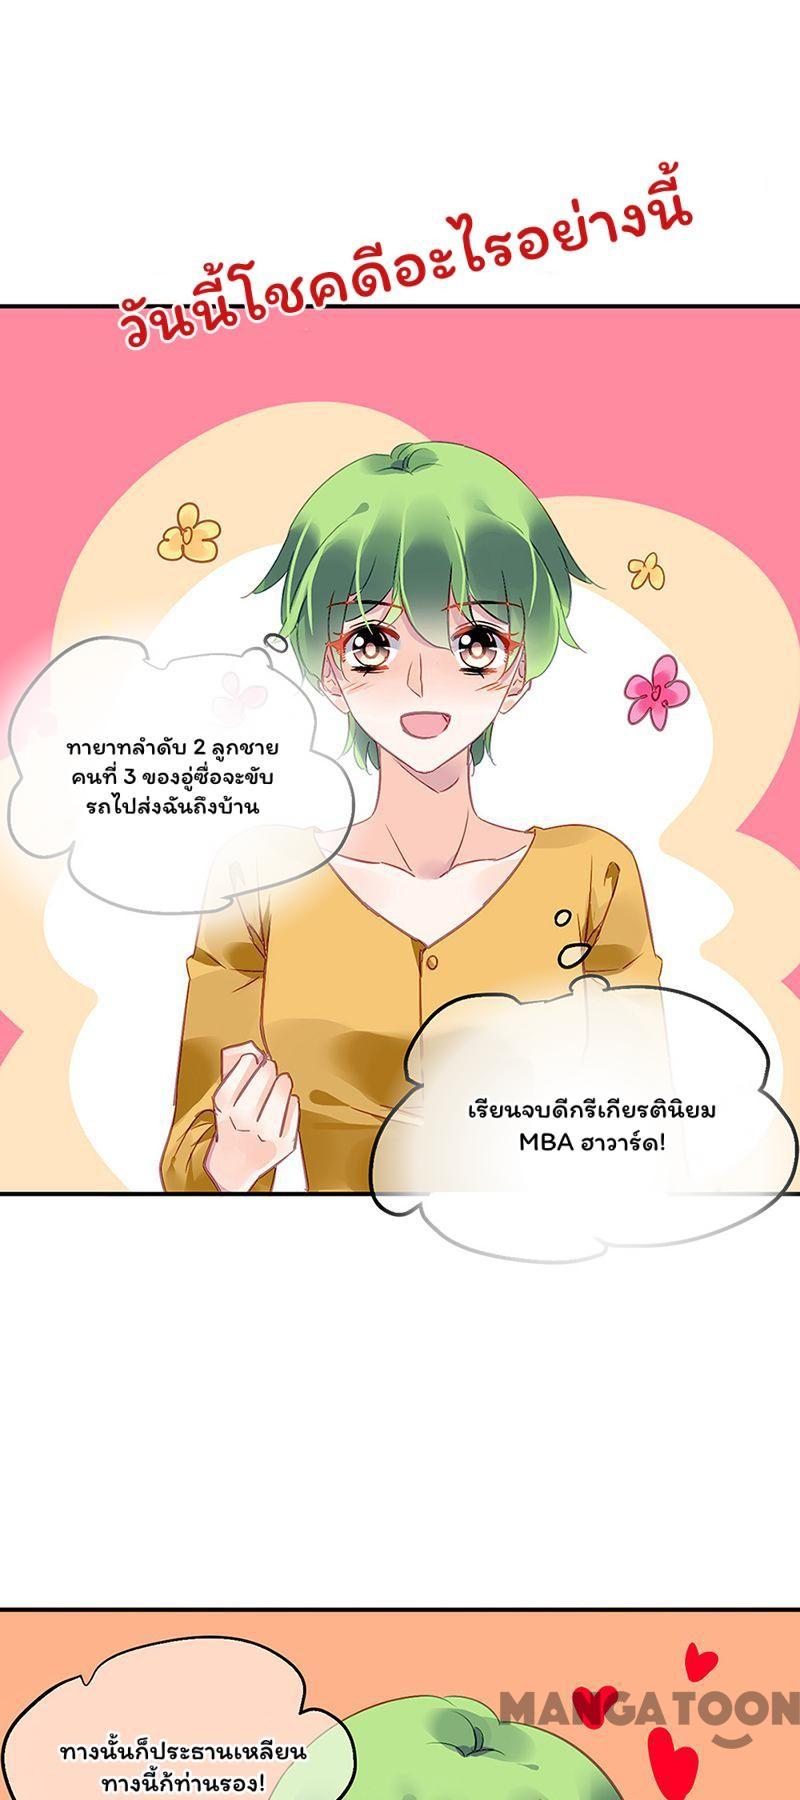 วันนี้โชคดีอะไรอย่างนี้
ทายาทลำดับ 2 ลูกชาย
คนที่ 3 ของอู่ซื่อจะขับ
รถไปส่งฉันถึงบ้าน
เรียนจบดีกรีเกียรตินิยม
MBA ฮาวาร์ด!
MANGATOON
ทางนั้นก็ประธานเหลียน
ทางนี้ก้ท่านรอง!